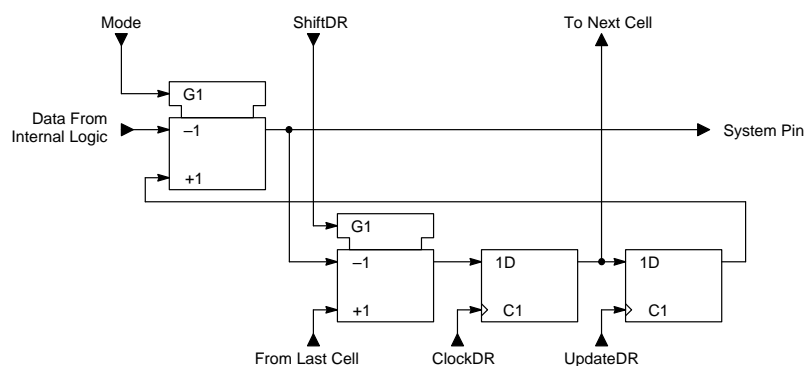 Mode
ShiftDR
To Next Cell
G1
Data From
Internal Logic
–1
System Pin
+1
G1
–1
1D
1D
+1
C1
C1
From Last Cell
ClockDR
UpdateDR